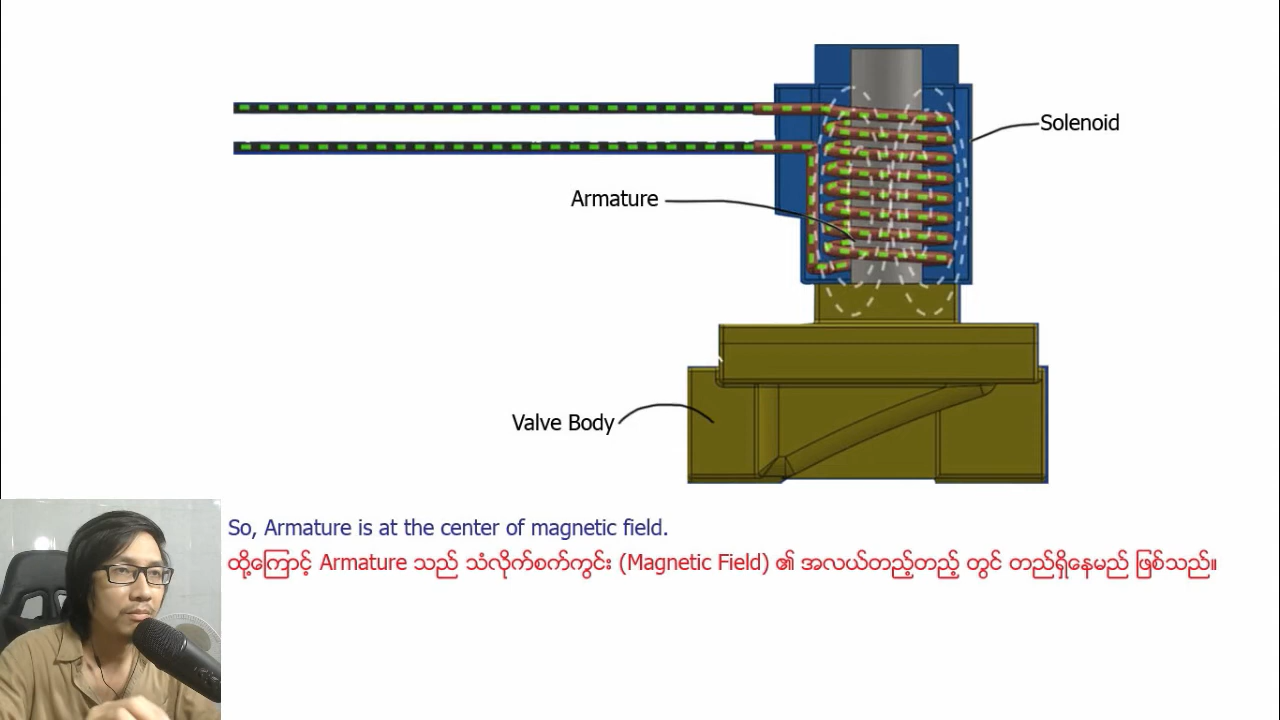 Solenoid
Armature
Valve Body
So, Armature is at the center of magnetic field.
ထို့ကြောင့် Armature သည် သံလိုက်စက်ကွင်း (Magnetic Field) ၏ အလယ်တည့်တည့် တွင် တည်ရှိနေမည် ဖြစ်သည်။